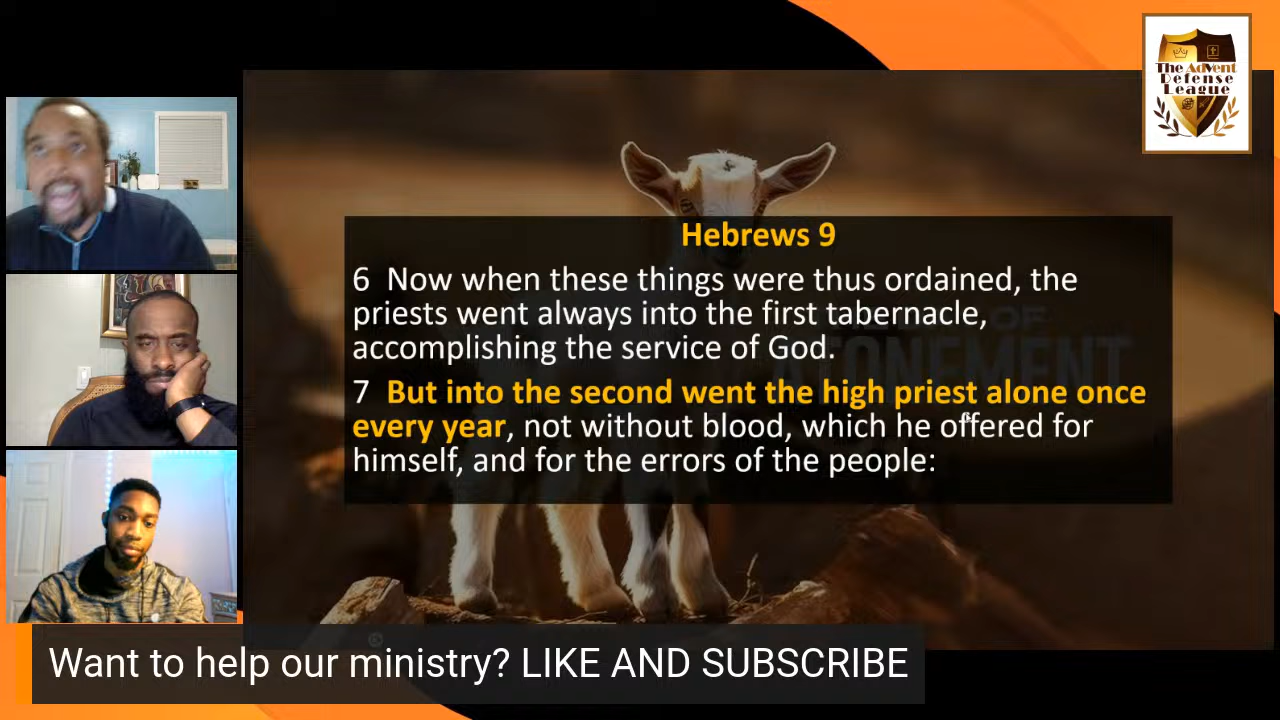 The Advent
Defense
League
Hebrews 9
6 Now when these things were thus ordained, the
priests went always into the first tabernacle,
accomplishing the service of God.
7 But into the second went the high priest alone once
every year, not without blood, which he offered for
himself, and for the errors of the people:
OF
ATONEMENT
Want to help our ministry? LIKE AND SUBSCRIBE